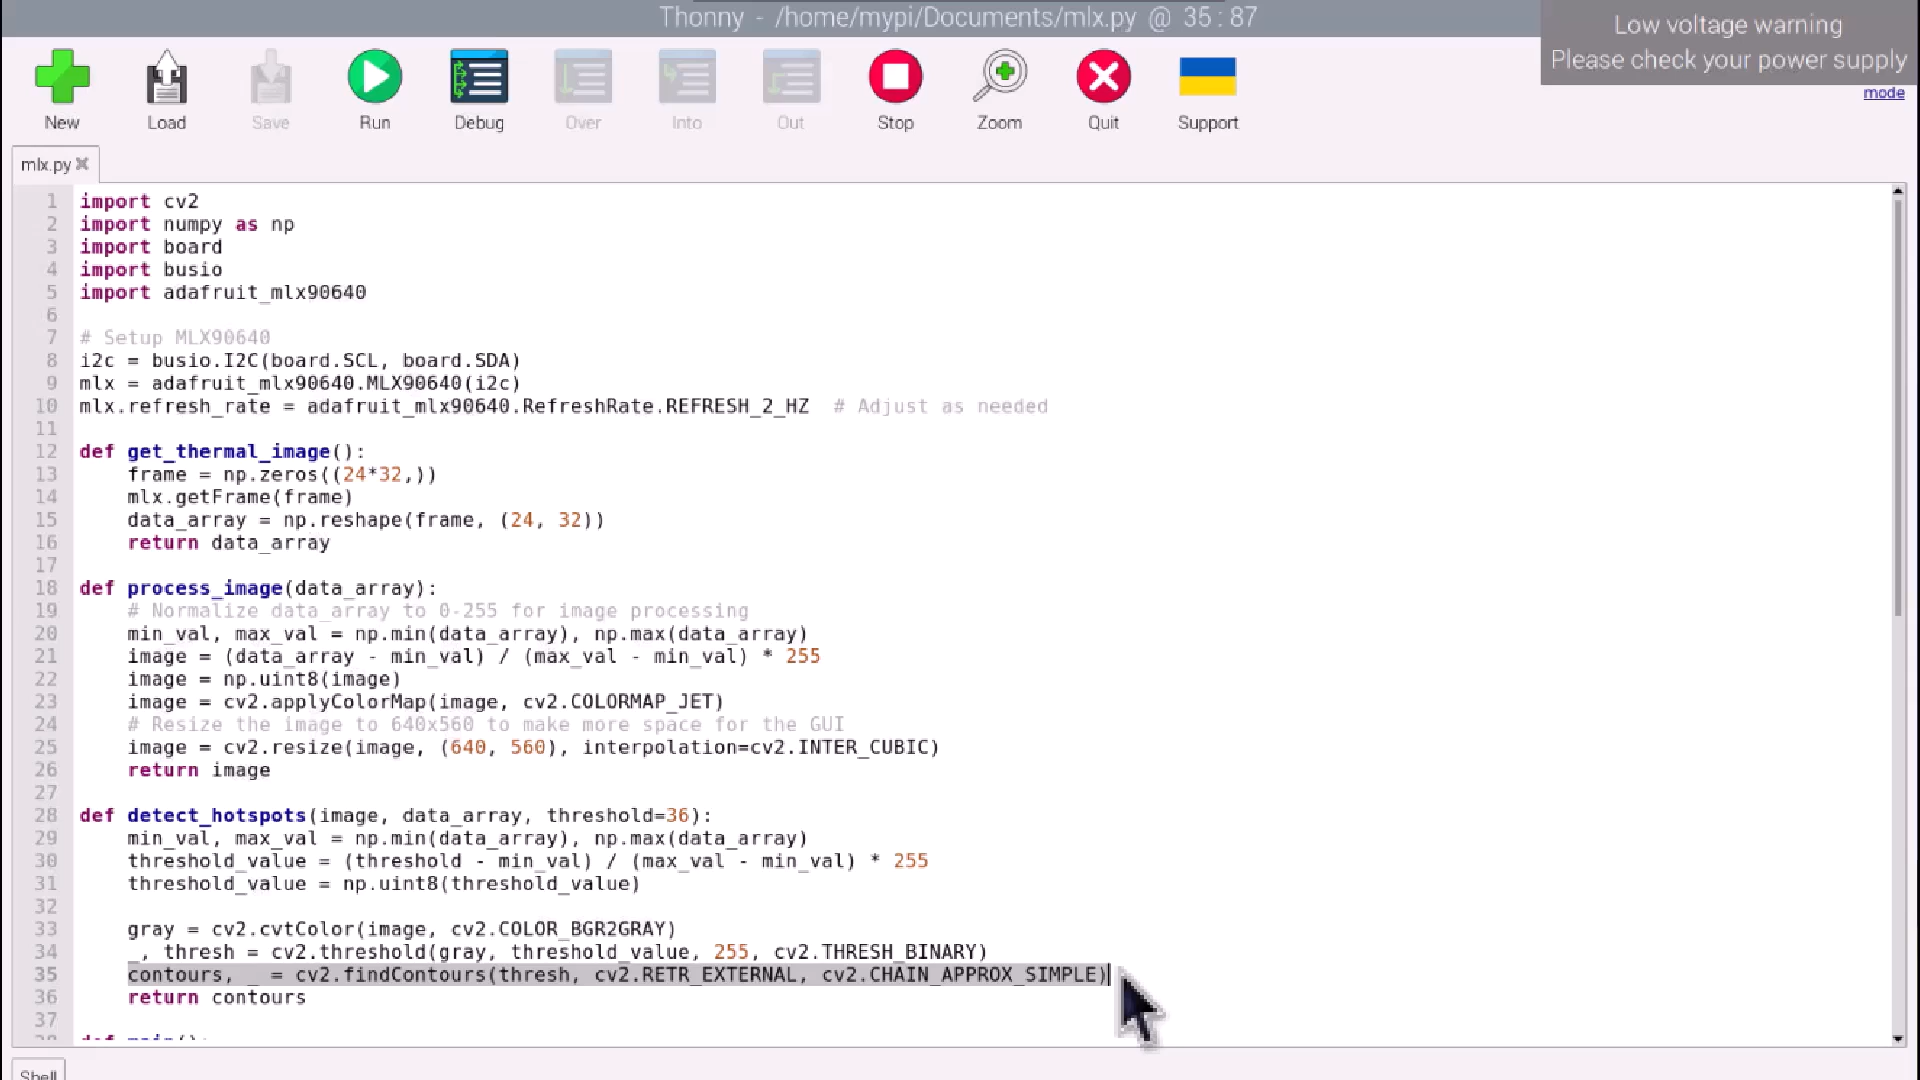 Thonny - /home/mypi/Documents/mlx.py @ 35 : 87
Low voltage warning
Please check your power supply
mode
New Load Save Run Debug Over Into Out Stop Zoom Quit Support
mlx.py
1 import cv2
2 import numpy as np
3 import board
4 import busio
5 import adafruit_mlx90640
6
7 # Setup MLX90640
8 i2c = busio.I2C(board.SCL, board.SDA)
9 mlx = adafruit_mlx90640.MLX90640(i2c)
10 mlx.refresh_rate = adafruit_mlx90640.RefreshRate.REFRESH_2_HZ  # Adjust as needed
11
12 def get_thermal_image():
13     frame = np.zeros((24*32,))
14     mlx.getFrame(frame)
15     data_array = np.reshape(frame, (24, 32))
16     return data_array
17
18 def process_image(data_array):
19     # Normalize data_array to 0-255 for image processing
20     min_val, max_val = np.min(data_array), np.max(data_array)
21     image = (data_array - min_val) / (max_val - min_val) * 255
22     image = np.uint8(image)
23     image = cv2.applyColorMap(image, cv2.COLORMAP_JET)
24     # Resize the image to 640x560 to make more space for the GUI
25     image = cv2.resize(image, (640, 560), interpolation=cv2.INTER_CUBIC)
26     return image
27
28 def detect_hotspots(image, data_array, threshold=36):
29     min_val, max_val = np.min(data_array), np.max(data_array)
30     threshold_value = (threshold - min_val) / (max_val - min_val) * 255
31     threshold_value = np.uint8(threshold_value)
32
33     gray = cv2.cvtColor(image, cv2.COLOR_BGR2GRAY)
34     _, thresh = cv2.threshold(gray, threshold_value, 255, cv2.THRESH_BINARY)
35     contours, _ = cv2.findContours(thresh, cv2.RETR_EXTERNAL, cv2.CHAIN_APPROX_SIMPLE)
36     return contours
37
38 def main():
Shell